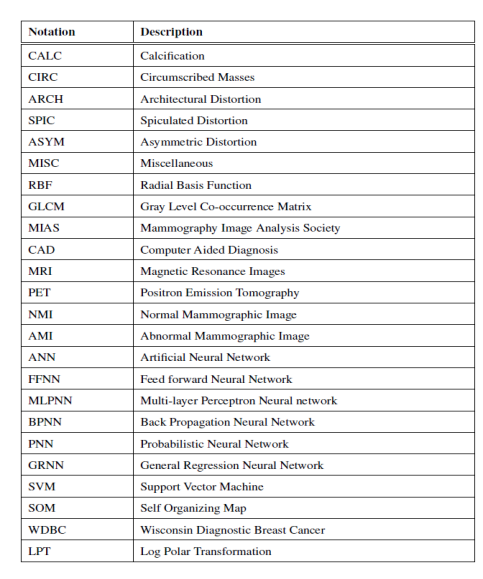 Notation Description
CALC Calcification
CIRC Circumscribed Masses
ARCH Architectural Distortion
SPIC Spiculated Distortion
ASYM Asymmetric Distortion
MISC Miscellaneous
RBF Radial Basis Function
GLCM Gray Level Co-occurrence Matrix
MIAS Mammography Image Analysis Society
CAD Computer Aided Diagnosis
MRI Magnetic Resonance Images
PET Positron Emission Tomography
NMI Normal Mammographic Image
AMI Abnormal Mammographic Image
ANN Artificial Neural Network
FFNN Feed forward Neural Network
MLPNN Multi-layer Perceptron Neural network
BPNN Back Propagation Neural Network
PNN Probabilistic Neural Network
GRNN General Regression Neural Network
SVM Support Vector Machine
SOM Self Organizing Map
WDBC Wisconsin Diagnostic Breast Cancer
LPT Log Polar Transformation